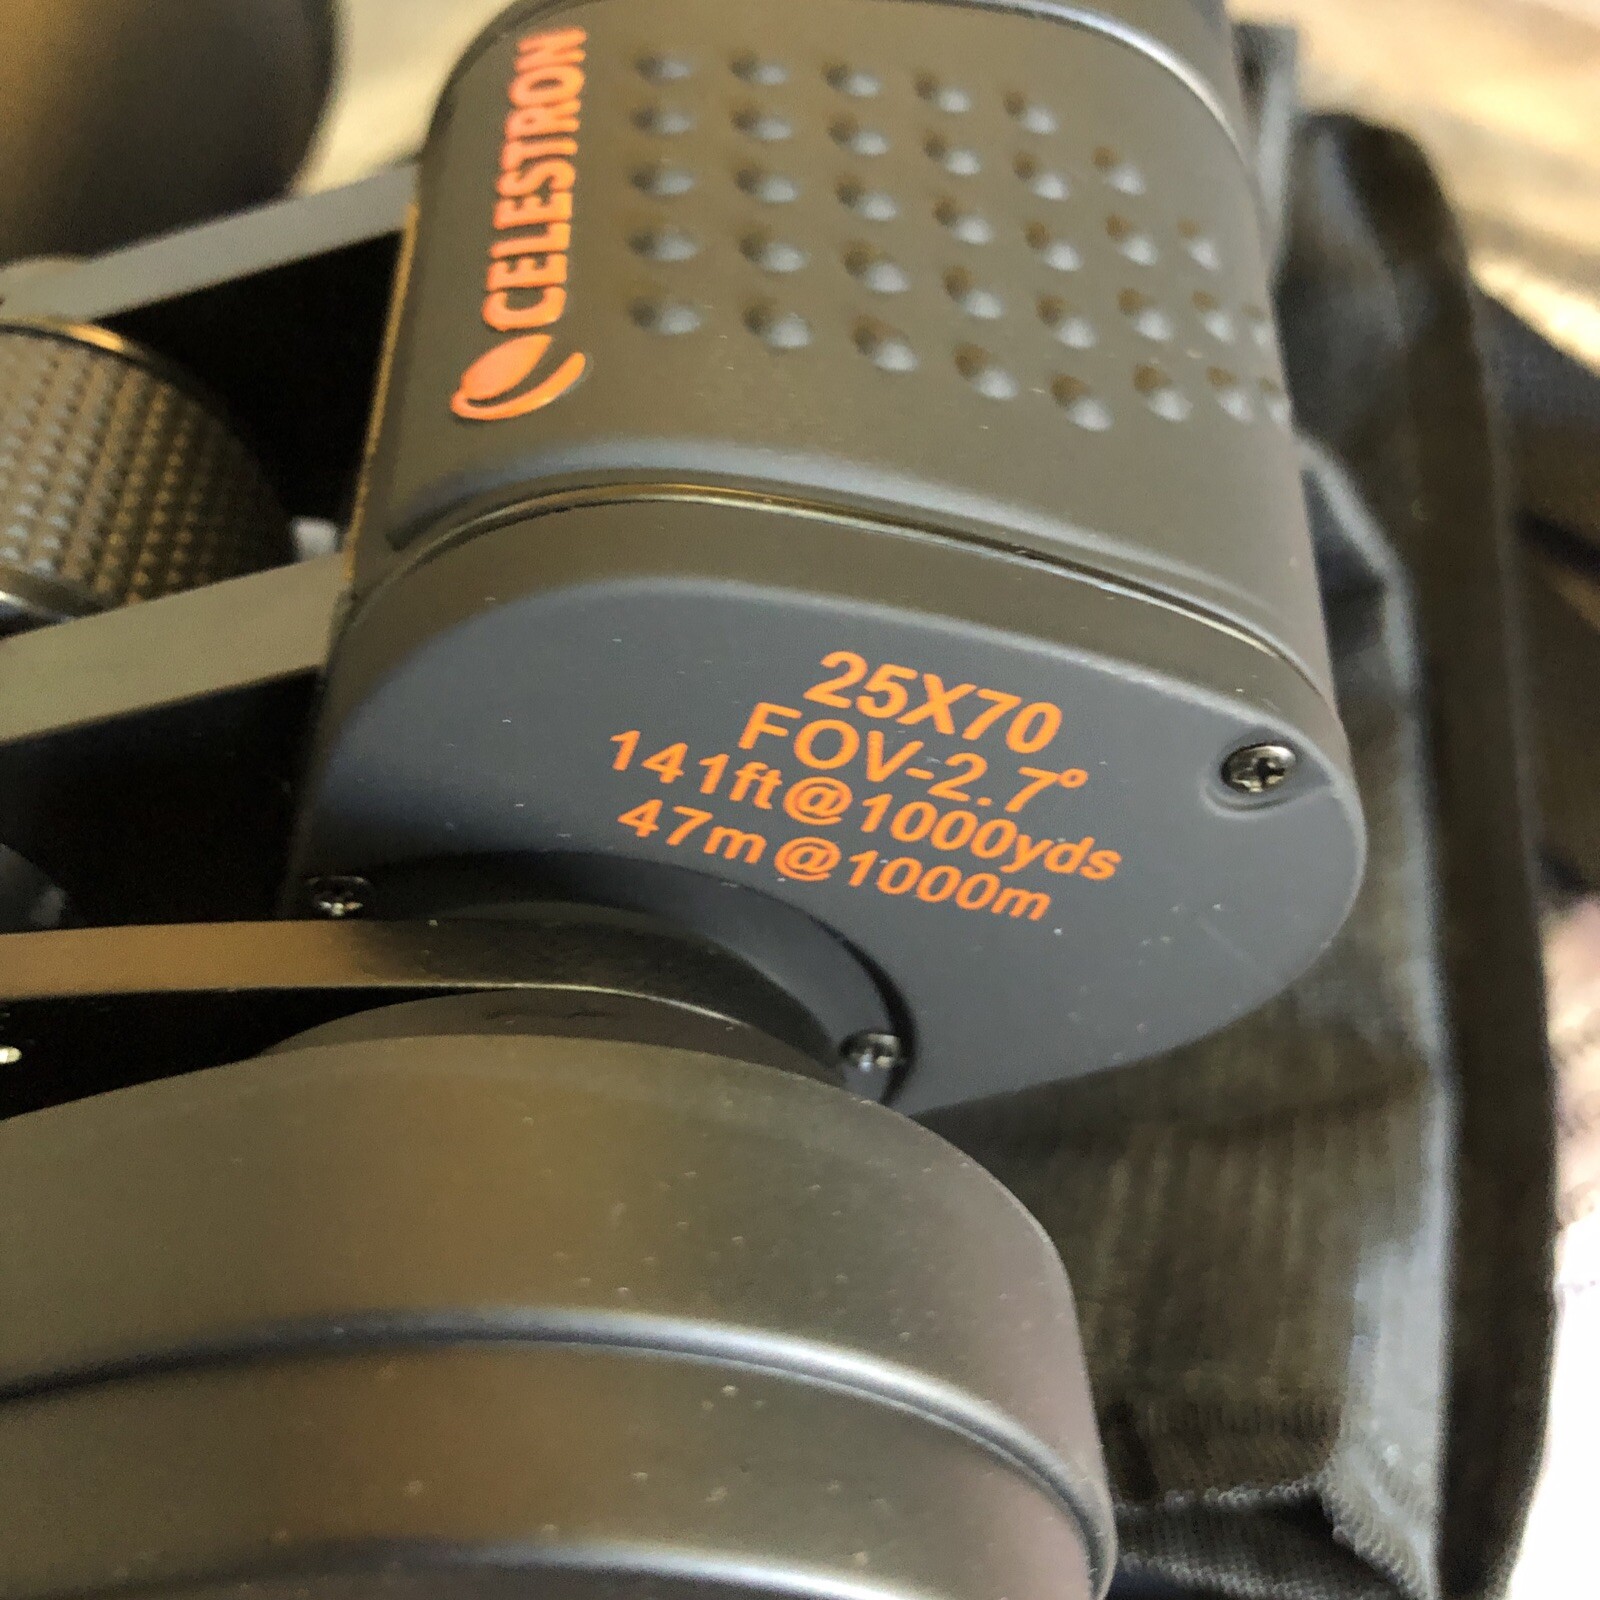 CELESTRON
25X70
FOV-2.7°
141ft@1000yds
47m@1000m